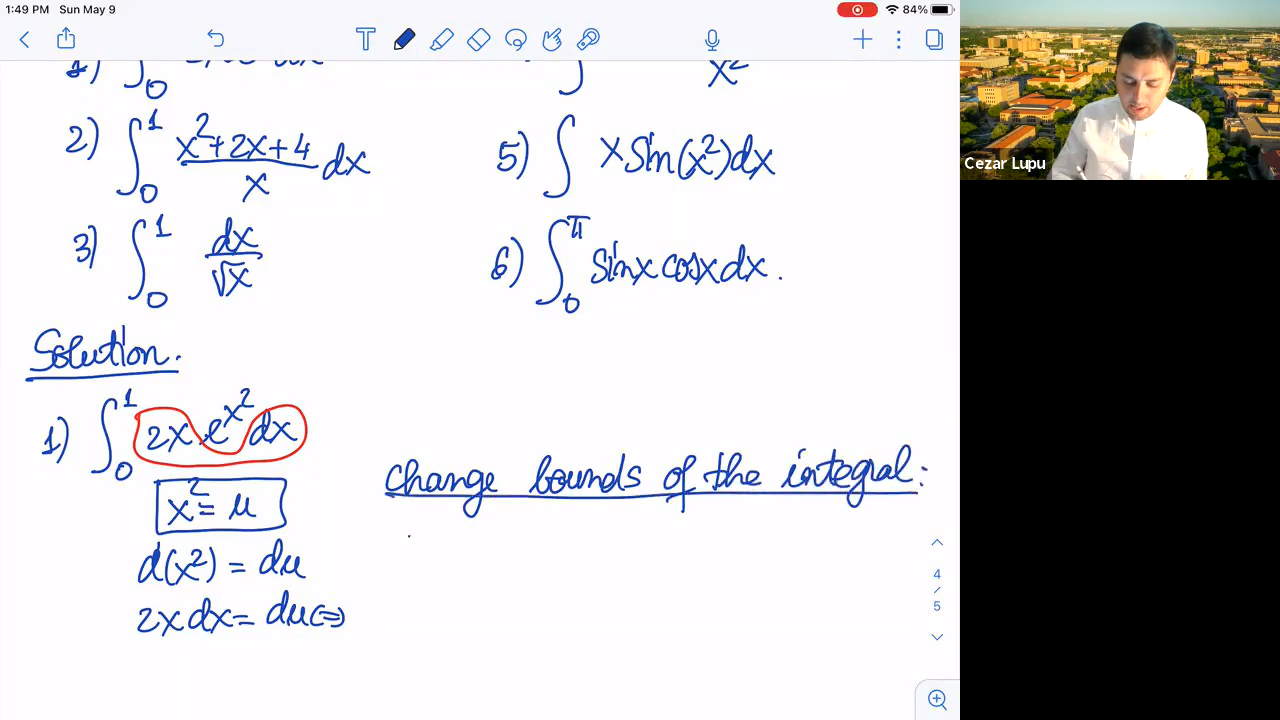 1:49 PM Sun May 9
84%
T
0
x²
2) ∫₀¹ (x²+2x+4)/x dx
5) ∫ x sin(x²)dx
3) ∫₀¹ dx/√x
6) ∫₀^π sinx cosx dx.
Solution.
1) ∫₀¹ 2x e^{x²} dx
x² = u
change bounds of the integral:
d(x²) = du
2x dx = du ⇔
4
/
5
Cezar Lupu